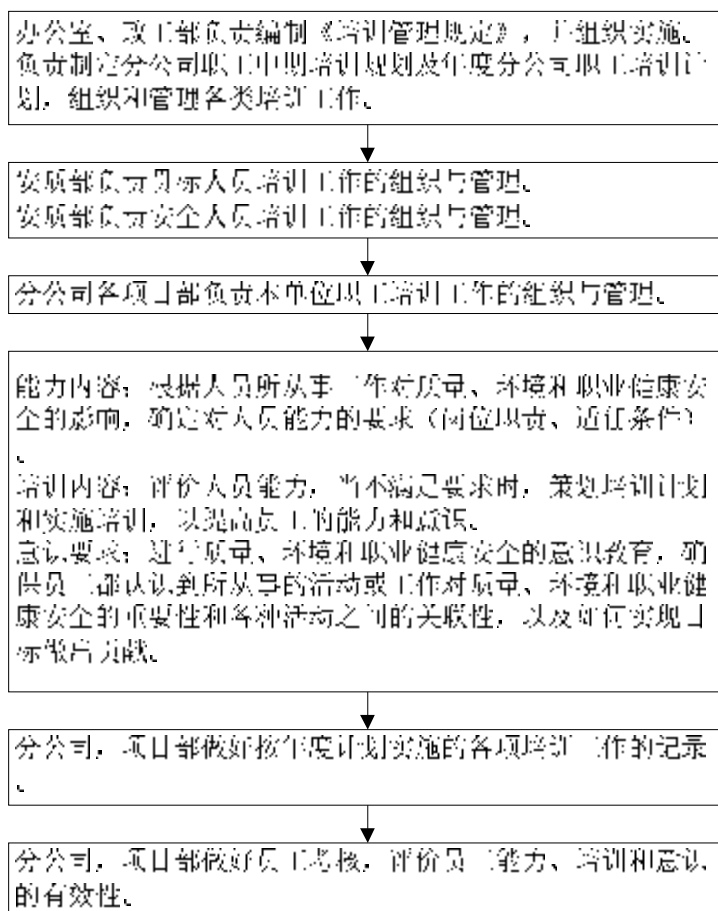 办公室、政工部负责编制《培训管理规定》，并组织实施。
负责制定分公司职工中期培训规划及年度分公司职工培训计
划，组织和管理各类培训工作。
安质部负责贯标人员培训工作的组织与管理。
安质部负责安全人员培训工作的组织与管理。
分公司各项目部负责本单位职工培训工作的组织与管理。
能力内容：根据人员所从事工作对质量、环境和职业健康安
全的影响，确定对人员能力的要求（岗位职责、适任条件）
。
培训内容：评价人员能力，当不满足要求时，策划培训计划
和实施培训，以提高员工的能力和意识。
意识要求：进行质量、环境和职业健康安全的意识教育，确
保员工都认识到所从事的活动或工作对质量、环境和职业健
康安全的重要性和各种活动之间的关联性，以及如何实现目
标做出贡献。
分公司，项目部做好按年度计划实施的各项培训工作的记录
。
分公司，项目部做好员工考核，评价员工能力、培训和意识
的有效性。